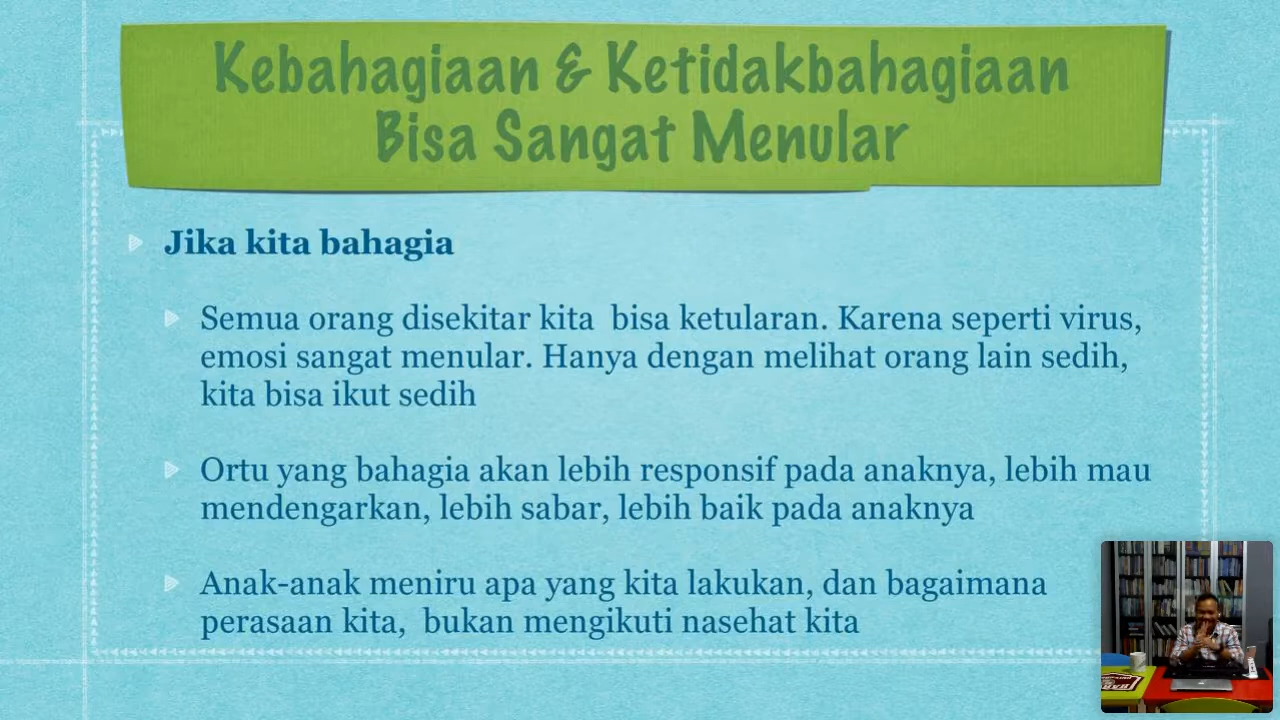 Kebahagiaan & Ketidakbahagiaan
Bisa Sangat Menular
Jika kita bahagia
Semua orang disekitar kita bisa ketularan. Karena seperti virus,
emosi sangat menular. Hanya dengan melihat orang lain sedih,
kita bisa ikut sedih
Ortu yang bahagia akan lebih responsif pada anaknya, lebih mau
mendengarkan, lebih sabar, lebih baik pada anaknya
Anak-anak meniru apa yang kita lakukan, dan bagaimana
perasaan kita, bukan mengikuti nasehat kita